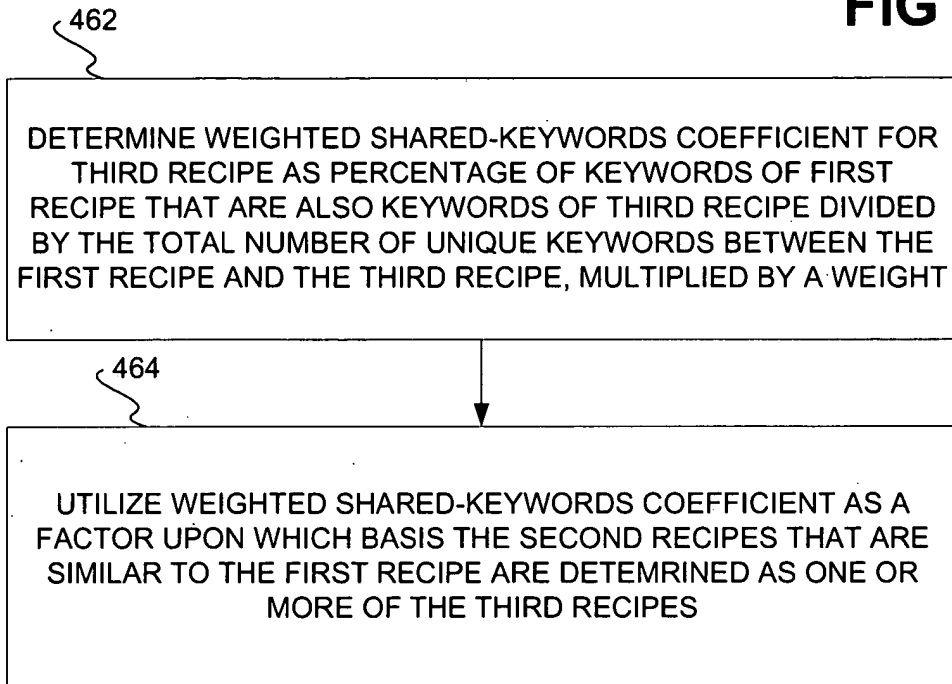 FIG
462
DETERMINE WEIGHTED SHARED-KEYWORDS COEFFICIENT FOR
THIRD RECIPE AS PERCENTAGE OF KEYWORDS OF FIRST
RECIPE THAT ARE ALSO KEYWORDS OF THIRD RECIPE DIVIDED
BY THE TOTAL NUMBER OF UNIQUE KEYWORDS BETWEEN THE
FIRST RECIPE AND THE THIRD RECIPE, MULTIPLIED BY A WEIGHT
464
UTILIZE WEIGHTED SHARED-KEYWORDS COEFFICIENT AS A
FACTOR UPON WHICH BASIS THE SECOND RECIPES THAT ARE
SIMILAR TO THE FIRST RECIPE ARE DETEMRINED AS ONE OR
MORE OF THE THIRD RECIPES